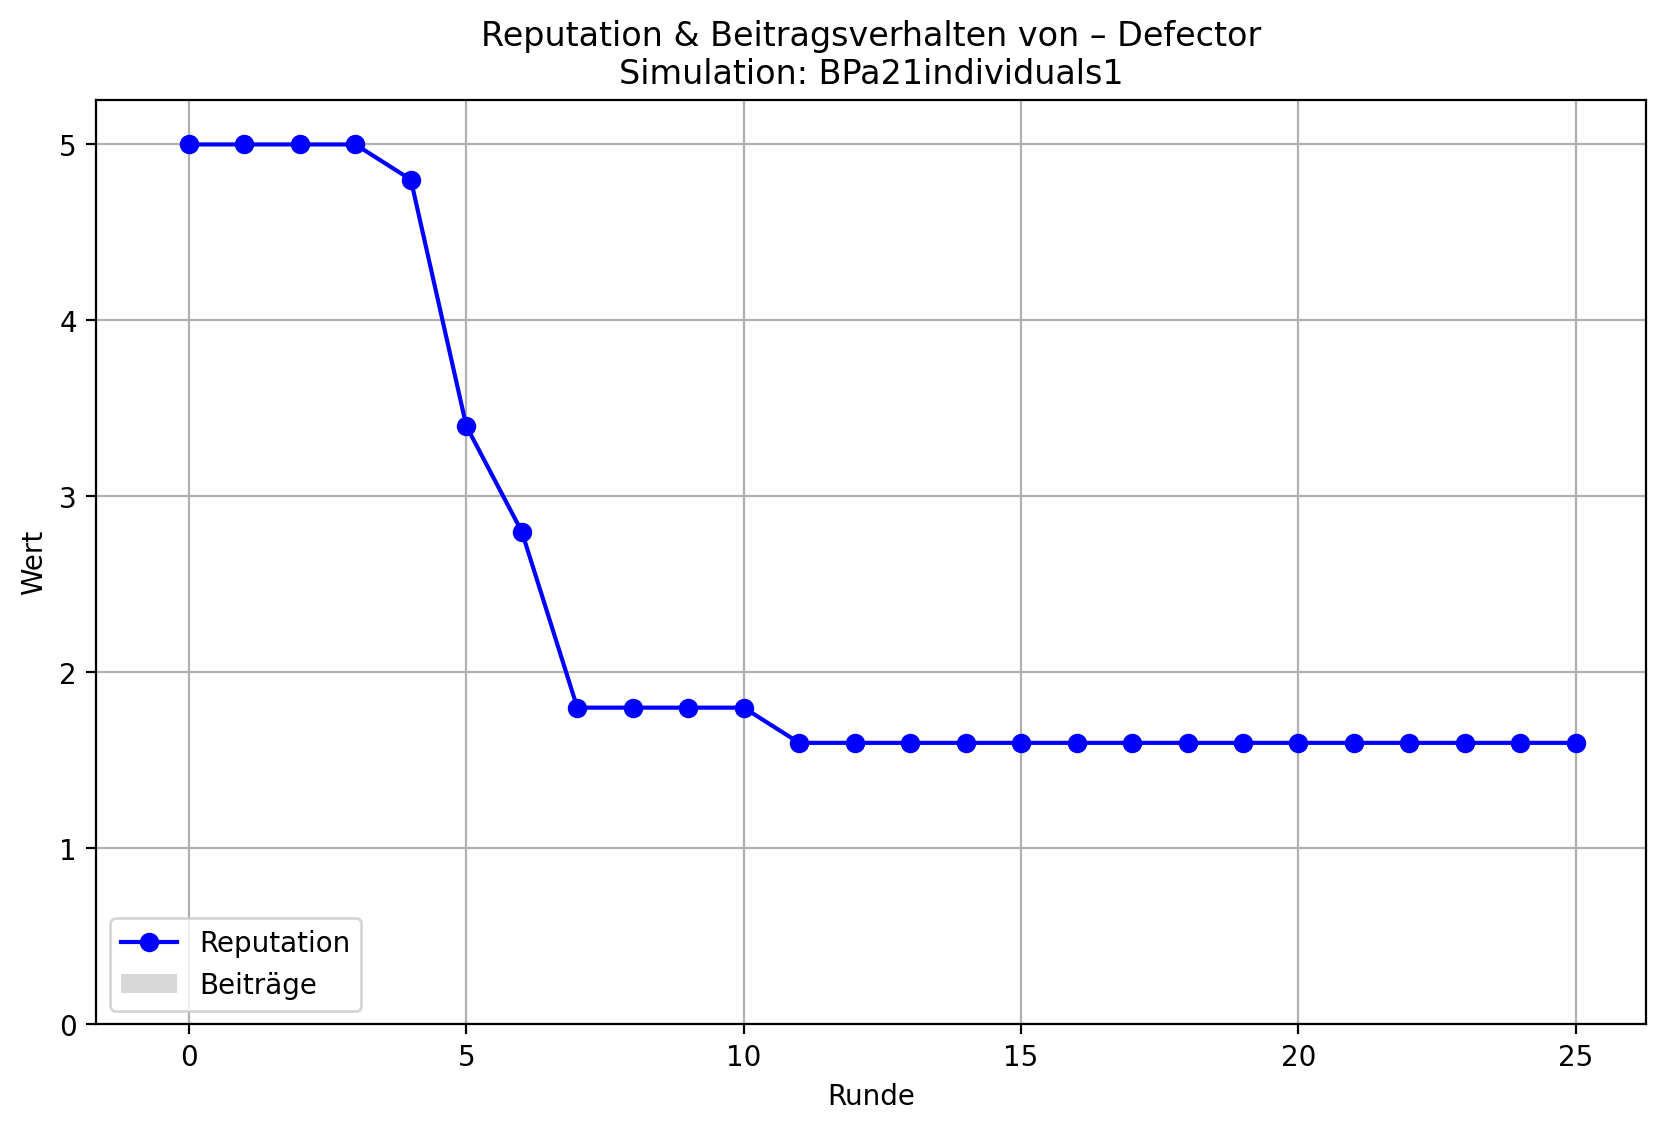 Reputation & Beitragsverhalten von – Defector
Simulation: BPa21individuals1
5
4
3
2
1
0
Wert
Reputation
Beiträge
0 5 10 15 20 25
Runde